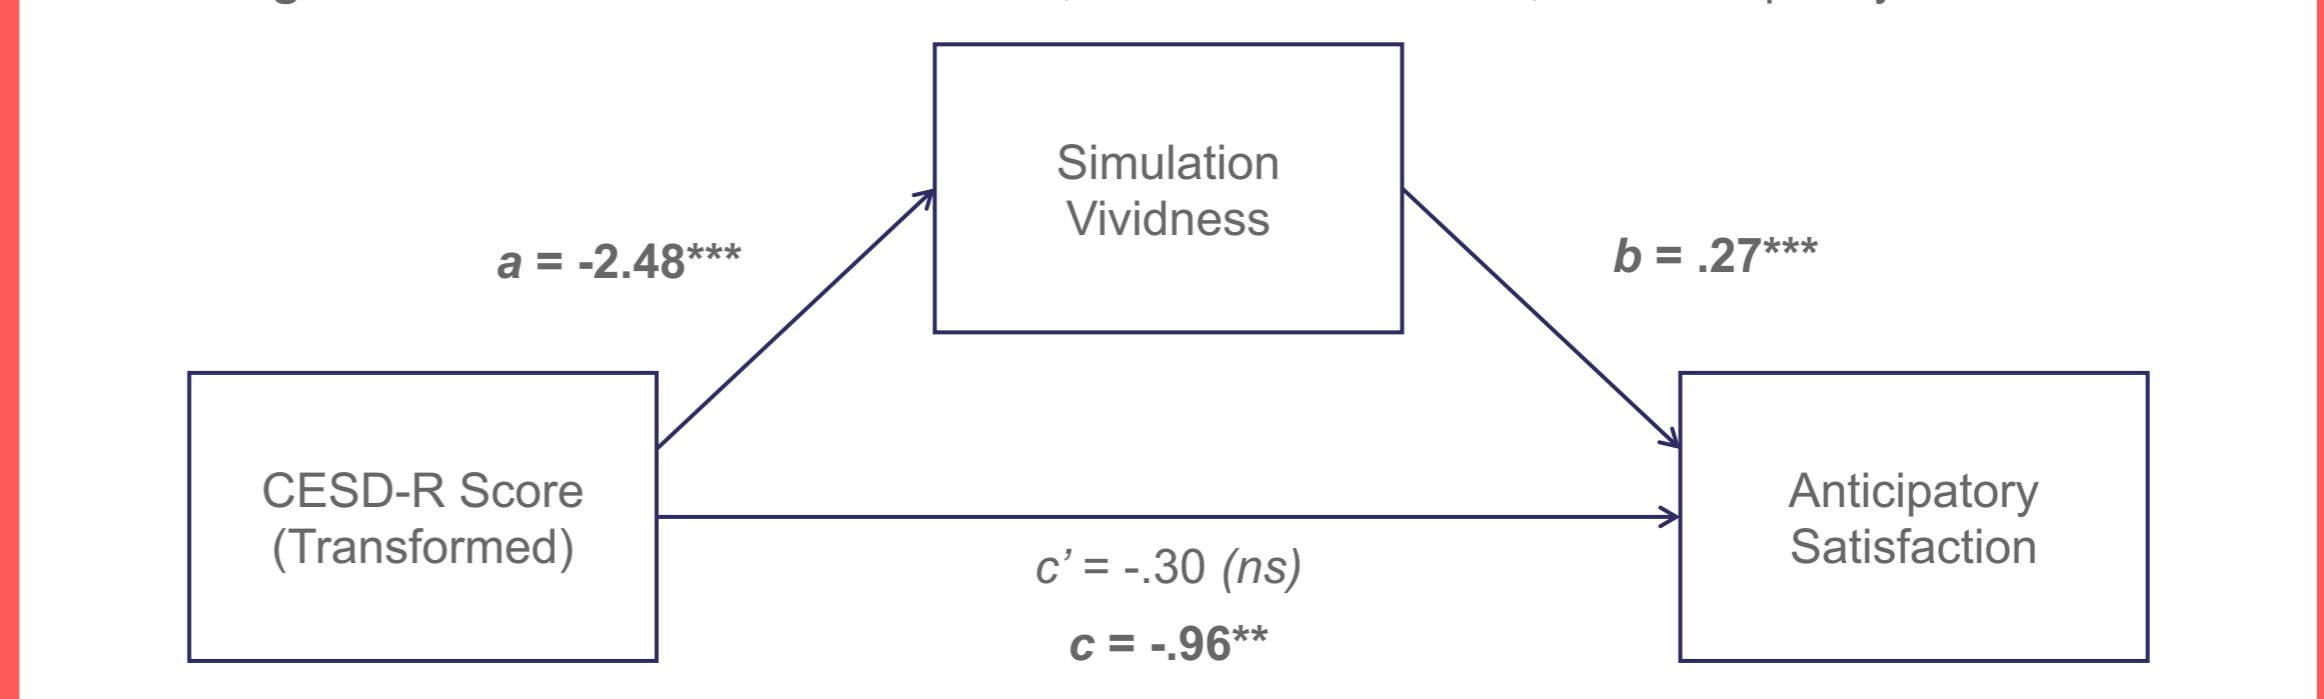 Simulation
Vividness
a = -2.48***
b = .27***
CESD-R Score
(Transformed)
Anticipatory
Satisfaction
c’ = -.30 (ns)
c = -.96**